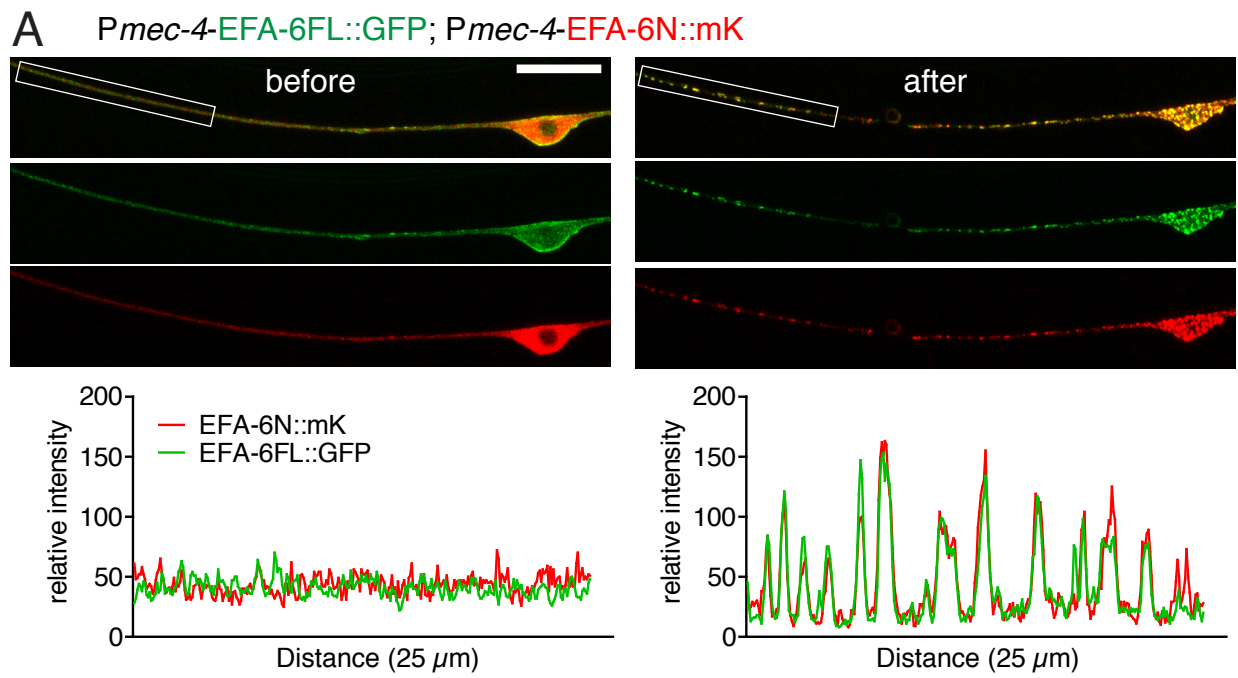 A Pmec-4-EFA-6FL::GFP; Pmec-4-EFA-6N::mK
before
after
200
150
100
50
0
relative intensity
EFA-6N::mK
EFA-6FL::GFP
Distance (25 µm)
200
150
100
50
0
relative intensity
Distance (25 µm)